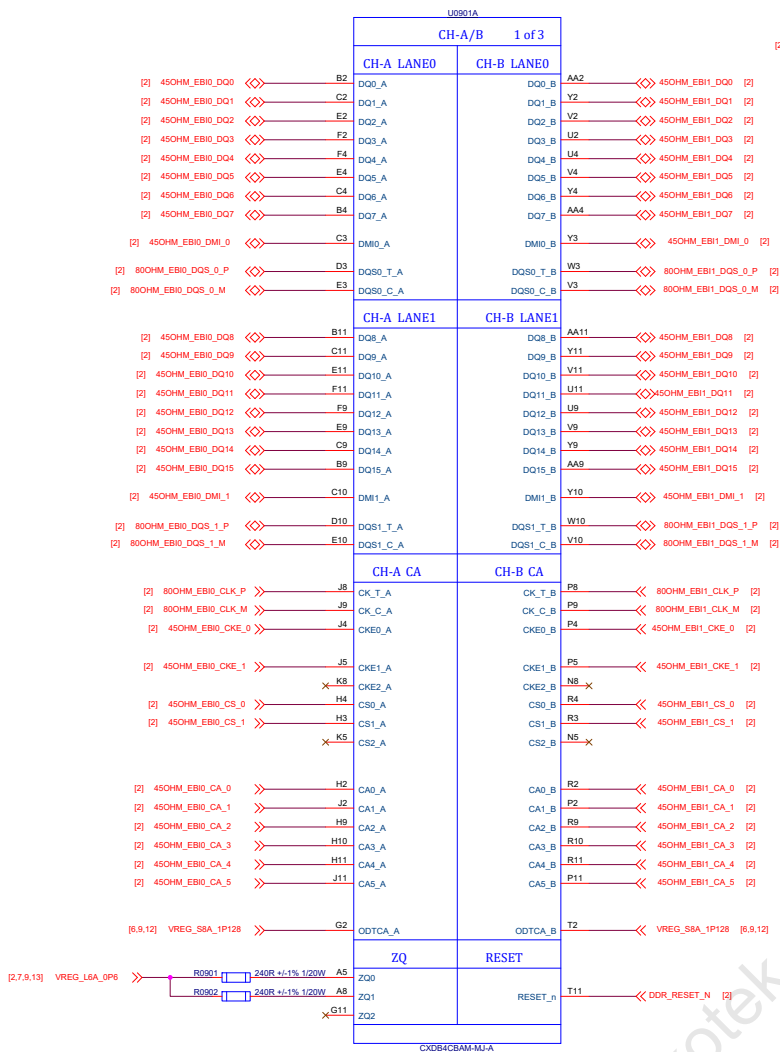 U0901A
CH-A/B 1 of 3
[2
CH-A LANE0 CH-B LANE0
[2] 45OHM_EBI0_DQ0 B2 DQ0_A DQ0_B AA2 45OHM_EBI1_DQ0 [2]
[2] 45OHM_EBI0_DQ1 C2 DQ1_A DQ1_B Y2 45OHM_EBI1_DQ1 [2]
[2] 45OHM_EBI0_DQ2 E2 DQ2_A DQ2_B V2 45OHM_EBI1_DQ2 [2]
[2] 45OHM_EBI0_DQ3 F2 DQ3_A DQ3_B U2 45OHM_EBI1_DQ3 [2]
[2] 45OHM_EBI0_DQ4 F4 DQ4_A DQ4_B U4 45OHM_EBI1_DQ4 [2]
[2] 45OHM_EBI0_DQ5 E4 DQ5_A DQ5_B V4 45OHM_EBI1_DQ5 [2]
[2] 45OHM_EBI0_DQ6 C4 DQ6_A DQ6_B Y4 45OHM_EBI1_DQ6 [2]
[2] 45OHM_EBI0_DQ7 B4 DQ7_A DQ7_B AA4 45OHM_EBI1_DQ7 [2]
[2] 45OHM_EBI0_DMI_0 C3 DMI0_A DMI0_B Y3 45OHM_EBI1_DMI_0 [2]
[2] 80OHM_EBI0_DQS_0_P D3 DQS0_T_A DQS0_T_B W3 80OHM_EBI1_DQS_0_P [2]
[2] 80OHM_EBI0_DQS_0_M E3 DQS0_C_A DQS0_C_B V3 80OHM_EBI1_DQS_0_M [2]
CH-A LANE1 CH-B LANE1
[2] 45OHM_EBI0_DQ8 B11 DQ8_A DQ8_B AA11 45OHM_EBI1_DQ8 [2]
[2] 45OHM_EBI0_DQ9 C11 DQ9_A DQ9_B Y11 45OHM_EBI1_DQ9 [2]
[2] 45OHM_EBI0_DQ10 E11 DQ10_A DQ10_B V11 45OHM_EBI1_DQ10 [2]
[2] 45OHM_EBI0_DQ11 F11 DQ11_A DQ11_B U11 45OHM_EBI1_DQ11 [2]
[2] 45OHM_EBI0_DQ12 F9 DQ12_A DQ12_B U9 45OHM_EBI1_DQ12 [2]
[2] 45OHM_EBI0_DQ13 E9 DQ13_A DQ13_B V9 45OHM_EBI1_DQ13 [2]
[2] 45OHM_EBI0_DQ14 C9 DQ14_A DQ14_B Y9 45OHM_EBI1_DQ14 [2]
[2] 45OHM_EBI0_DQ15 B9 DQ15_A DQ15_B AA9 45OHM_EBI1_DQ15 [2]
[2] 45OHM_EBI0_DMI_1 C10 DMI1_A DMI1_B Y10 45OHM_EBI1_DMI_1 [2]
[2] 80OHM_EBI0_DQS_1_P D10 DQS1_T_A DQS1_T_B W10 80OHM_EBI1_DQS_1_P [2]
[2] 80OHM_EBI0_DQS_1_M E10 DQS1_C_A DQS1_C_B V10 80OHM_EBI1_DQS_1_M [2]
CH-A CA CH-B CA
[2] 80OHM_EBI0_CLK_P J8 CK_T_A CK_T_B P8 80OHM_EBI1_CLK_P [2]
[2] 80OHM_EBI0_CLK_M J9 CK_C_A CK_C_B P9 80OHM_EBI1_CLK_M [2]
[2] 45OHM_EBI0_CKE_0 J4 CKE0_A CKE0_B P4 45OHM_EBI1_CKE_0 [2]
[2] 45OHM_EBI0_CKE_1 J5 CKE1_A CKE1_B P5 45OHM_EBI1_CKE_1 [2]
K8 CKE2_A CKE2_B N8
[2] 45OHM_EBI0_CS_0 H4 CS0_A CS0_B R4 45OHM_EBI1_CS_0 [2]
[2] 45OHM_EBI0_CS_1 H3 CS1_A CS1_B R3 45OHM_EBI1_CS_1 [2]
K5 CS2_A CS2_B N5
[2] 45OHM_EBI0_CA_0 H2 CA0_A CA0_B R2 45OHM_EBI1_CA_0 [2]
[2] 45OHM_EBI0_CA_1 J2 CA1_A CA1_B P2 45OHM_EBI1_CA_1 [2]
[2] 45OHM_EBI0_CA_2 H9 CA2_A CA2_B R9 45OHM_EBI1_CA_2 [2]
[2] 45OHM_EBI0_CA_3 H10 CA3_A CA3_B R10 45OHM_EBI1_CA_3 [2]
[2] 45OHM_EBI0_CA_4 H11 CA4_A CA4_B R11 45OHM_EBI1_CA_4 [2]
[2] 45OHM_EBI0_CA_5 J11 CA5_A CA5_B P11 45OHM_EBI1_CA_5 [2]
[6,9,12] VREG_S8A_1P128 G2 ODTCA_A ODTCA_B T2 VREG_S8A_1P128 [6,9,12]
ZQ RESET
[2,7,9,13] VREG_L6A_0P6 R0901 240R +/-1% 1/20W A5 ZQ0
R0902 240R +/-1% 1/20W A8 ZQ1 RESET_n T11 DDR_RESET_N [2]
G11 ZQ2
CXDB4CBAM-MJ-A
otek